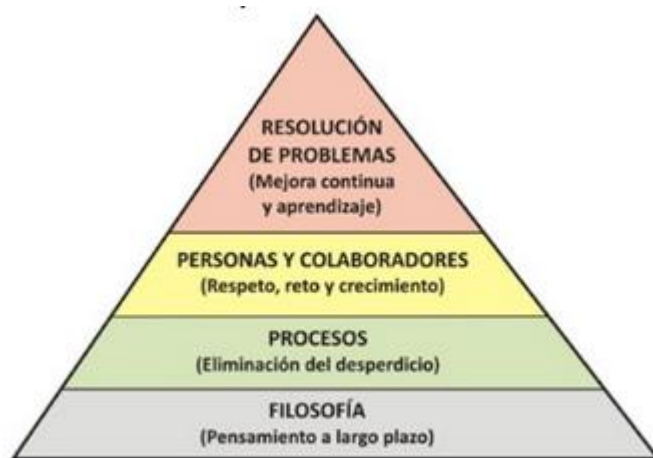 RESOLUCIÓN
DE PROBLEMAS
(Mejora continua
y aprendizaje)
PERSONAS Y COLABORADORES
(Respeto, reto y crecimiento)
PROCESOS
(Eliminación del desperdicio)
FILOSOFÍA
(Pensamiento a largo plazo)